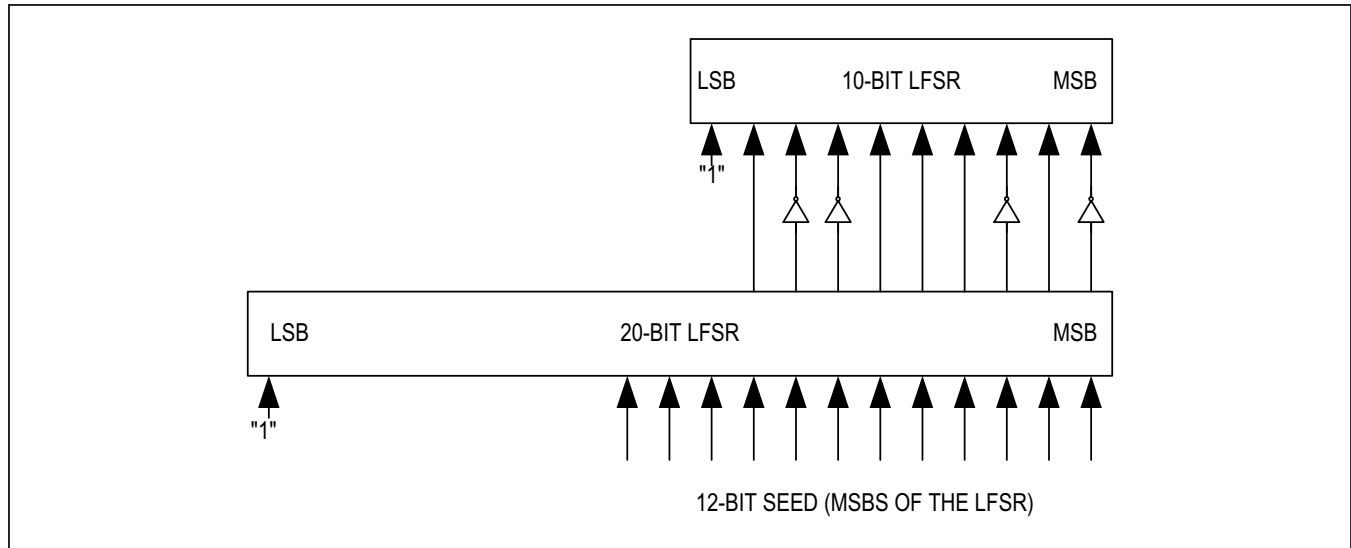 LSB 10-BIT LFSR MSB
"1"
LSB 20-BIT LFSR MSB
"1"
12-BIT SEED (MSBS OF THE LFSR)